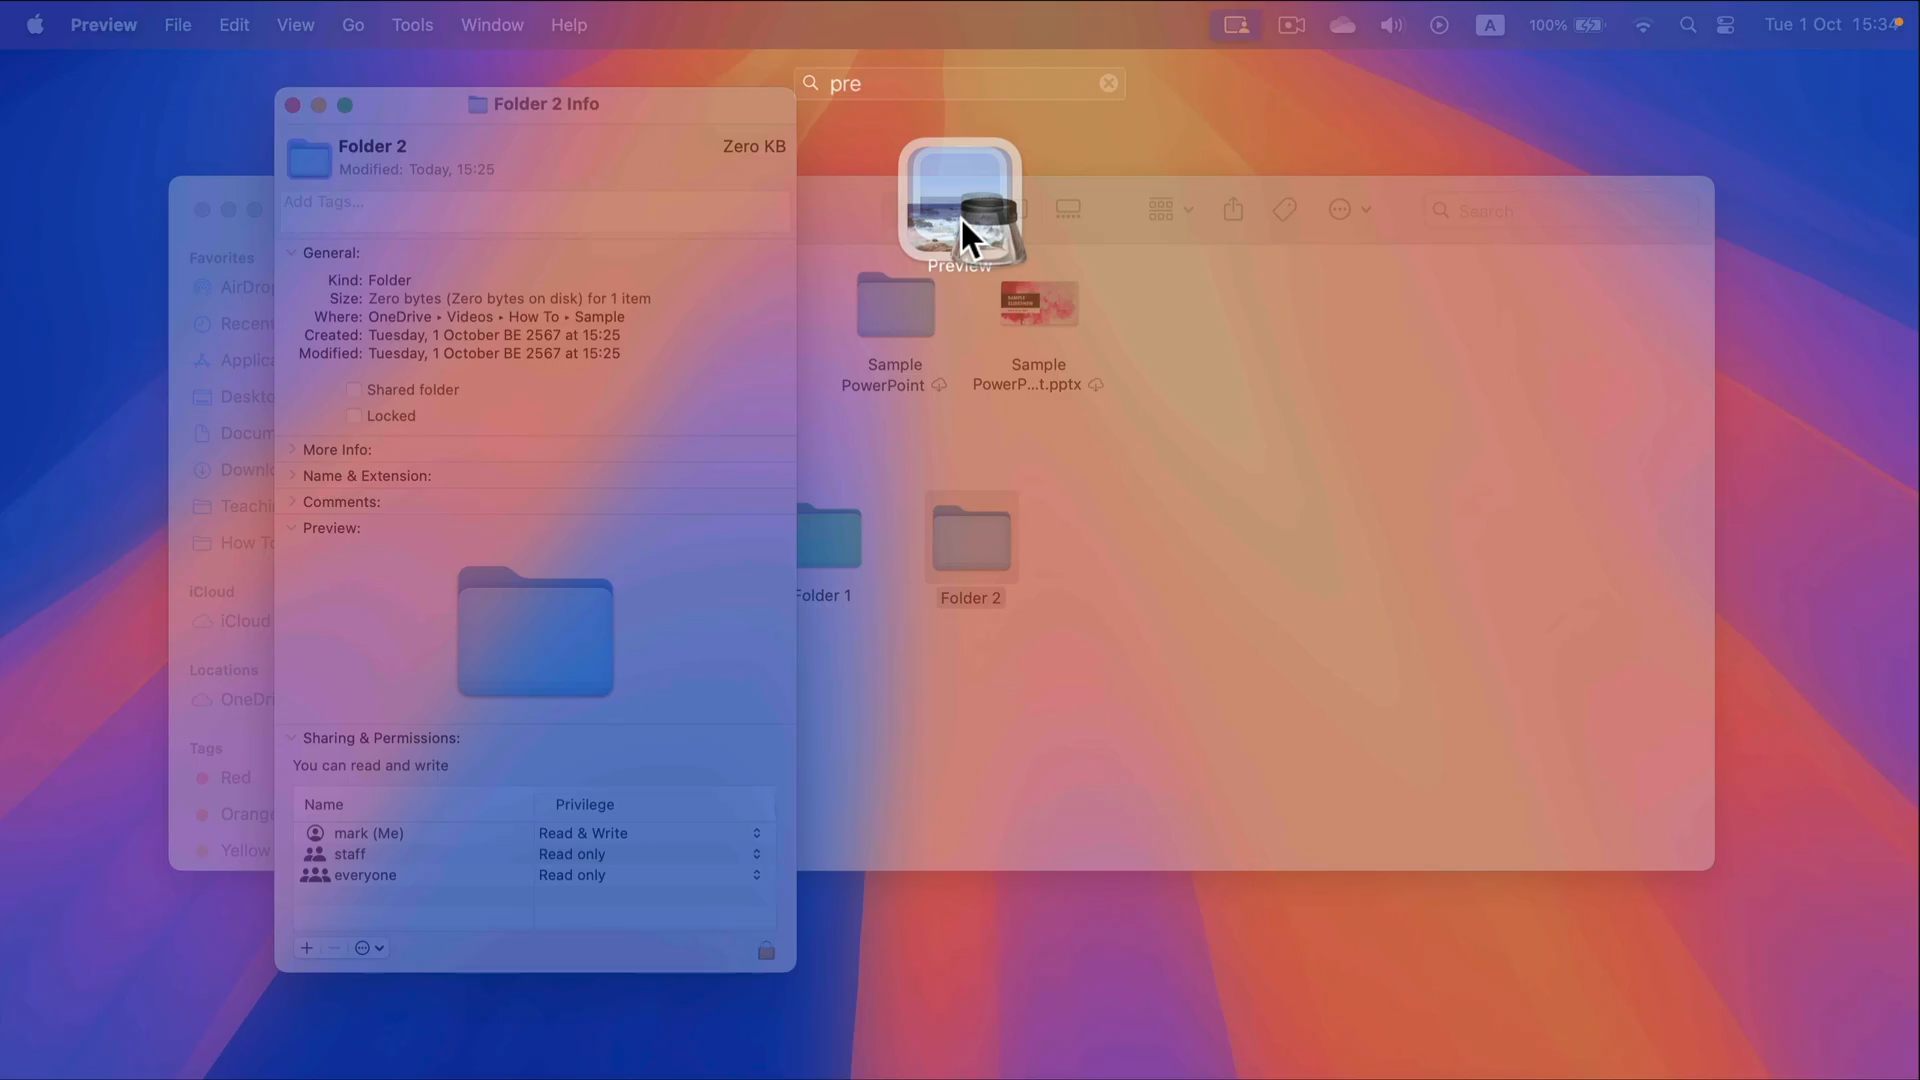 Preview File Edit View Go Tools Window Help
A 100% Tue 1 Oct 15:34
pre
Preview
Folder 2 Info
Folder 2 Zero KB
Modified: Today, 15:25
Add Tags...
General:
Kind: Folder
Size: Zero bytes (Zero bytes on disk) for 1 item
Where: OneDrive ▸ Videos ▸ How To ▸ Sample
Created: Tuesday, 1 October BE 2567 at 15:25
Modified: Tuesday, 1 October BE 2567 at 15:25
Shared folder
Locked
More Info:
Name & Extension:
Comments:
Preview:
Sharing & Permissions:
You can read and write
Name Privilege
mark (Me) Read & Write
staff Read only
everyone Read only
Favorites
AirDrop
Recent
Applica
Deskto
Docum
Downlo
Teachi
How To
iCloud
iCloud
Locations
OneDri
Tags
Red
Orange
Yellow
Search
SAMPLE
SLIDESHOW
Sample
PowerPoint
Sample
PowerP...t.pptx
Folder 1
Folder 2